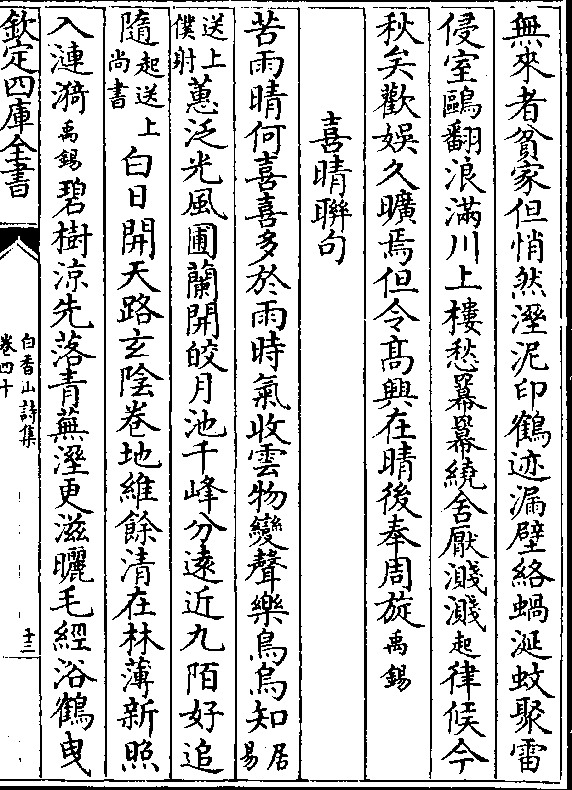 無來者貧家但悄然溼泥印鶴迹漏壁絡蝸涎蚊聚雷
侵室鷗翻浪滿川上樓愁羃羃繞舍厭濺濺起律候今
秋矣歡娛久曠焉但令髙興在晴後奉周旋禹錫
喜晴聯句
苦雨晴何喜喜多於雨時氣收雲物變聲樂鳥烏知居易
送上僕射蕙泛光風圃蘭開皎月池千峰分遠近九陌好追
隨起送上尚書白日開天路玄陰卷地維餘清在林薄新照
入漣漪禹錫碧樹涼先落青蕪溼更滋曬毛經浴鶴曳
欽定四庫全書
白香山詩集
卷四十
十三